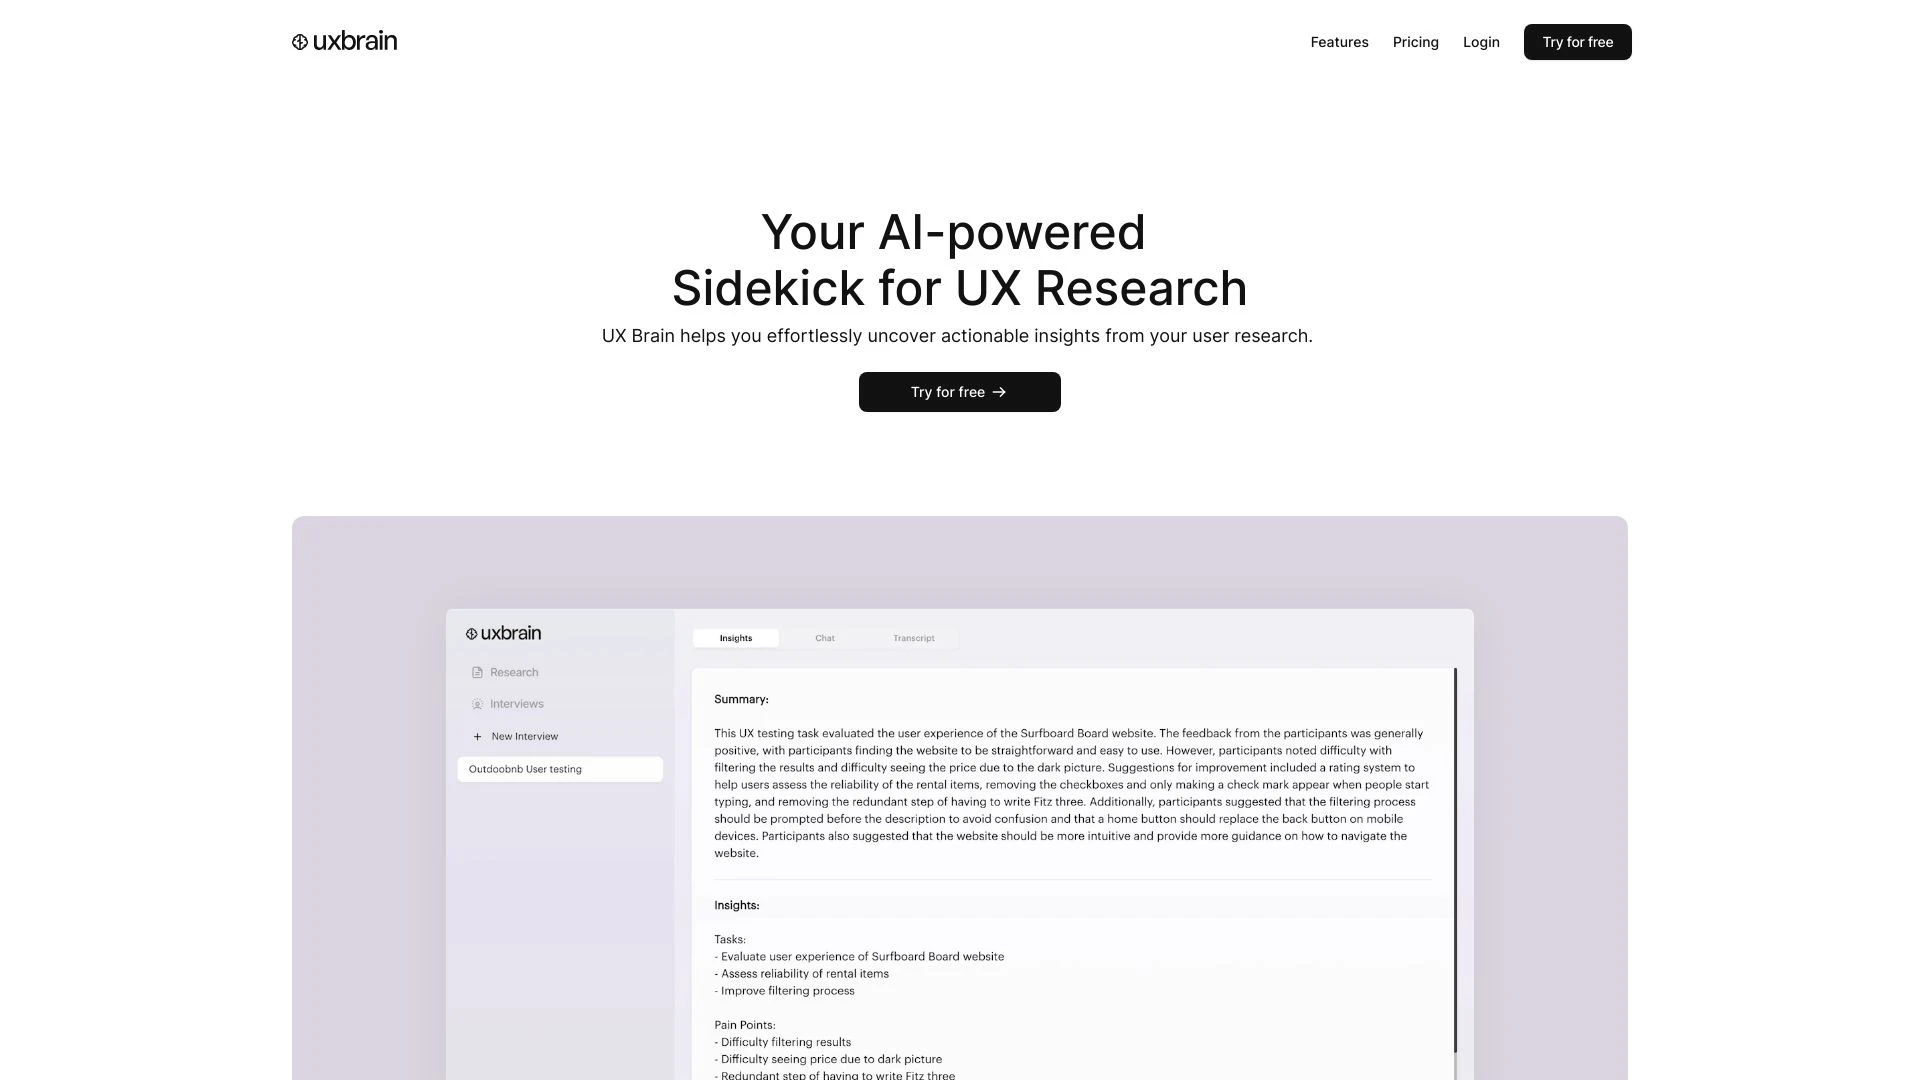 uxbrain
Features
Pricing
Login
Try for free
Your AI-powered
Sidekick for UX Research
UX Brain helps you effortlessly uncover actionable insights from your user research.
Try for free →
uxbrain
Research
Interviews
+ New Interview
Outdoobnb User testing
Insights
Chat
Transcript
Summary:
This UX testing task evaluated the user experience of the Surfboard Board website. The feedback from the participants was generally
positive, with participants finding the website to be straightforward and easy to use. However, participants noted difficulty with
filtering the results and difficulty seeing the price due to the dark picture. Suggestions for improvement included a rating system to
help users assess the reliability of the rental items, removing the checkboxes and only making a check mark appear when people start
typing, and removing the redundant step of having to write Fitz three. Additionally, participants suggested that the filtering process
should be prompted before the description to avoid confusion and that a home button should replace the back button on mobile
devices. Participants also suggested that the website should be more intuitive and provide more guidance on how to navigate the
website.
Insights:
Tasks:
- Evaluate user experience of Surfboard Board website
- Assess reliability of rental items
- Improve filtering process
Pain Points:
- Difficulty filtering results
- Difficulty seeing price due to dark picture
- Redundant step of having to write Fitz three